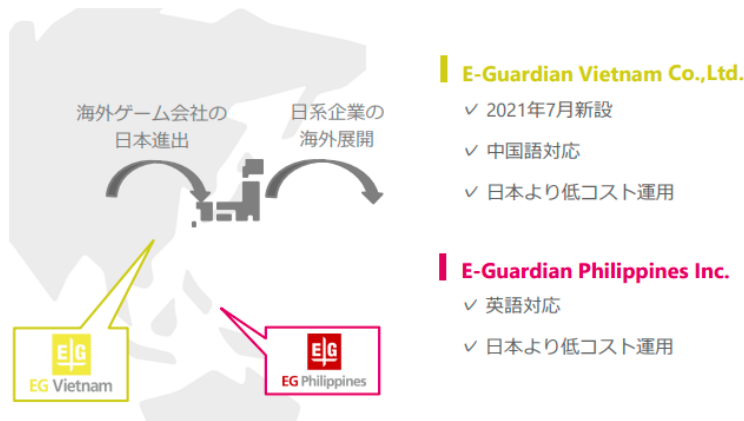 海外ゲーム会社の
日本進出
日系企業の
海外展開
EG
EG Vietnam
EG
EG Philippines
E-Guardian Vietnam Co.,Ltd.
✓ 2021年7月新設
✓ 中国語対応
✓ 日本より低コスト運用
E-Guardian Philippines Inc.
✓ 英語対応
✓ 日本より低コスト運用